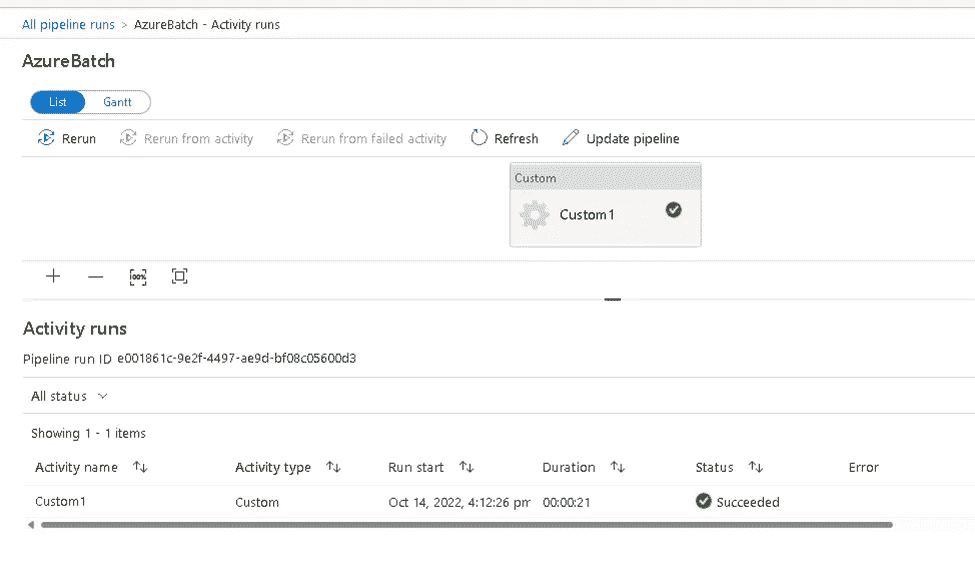 All pipeline runs > AzureBatch - Activity runs
AzureBatch
List Gantt
Rerun Rerun from activity Rerun from failed activity Refresh Update pipeline
Custom
Custom1
100%
Activity runs
Pipeline run ID e001861c-9e2f-4497-ae9d-bf08c05600d3
All status
Showing 1 - 1 items
Activity name Activity type Run start Duration Status Error
Custom1 Custom Oct 14, 2022, 4:12:26 pm 00:00:21 Succeeded